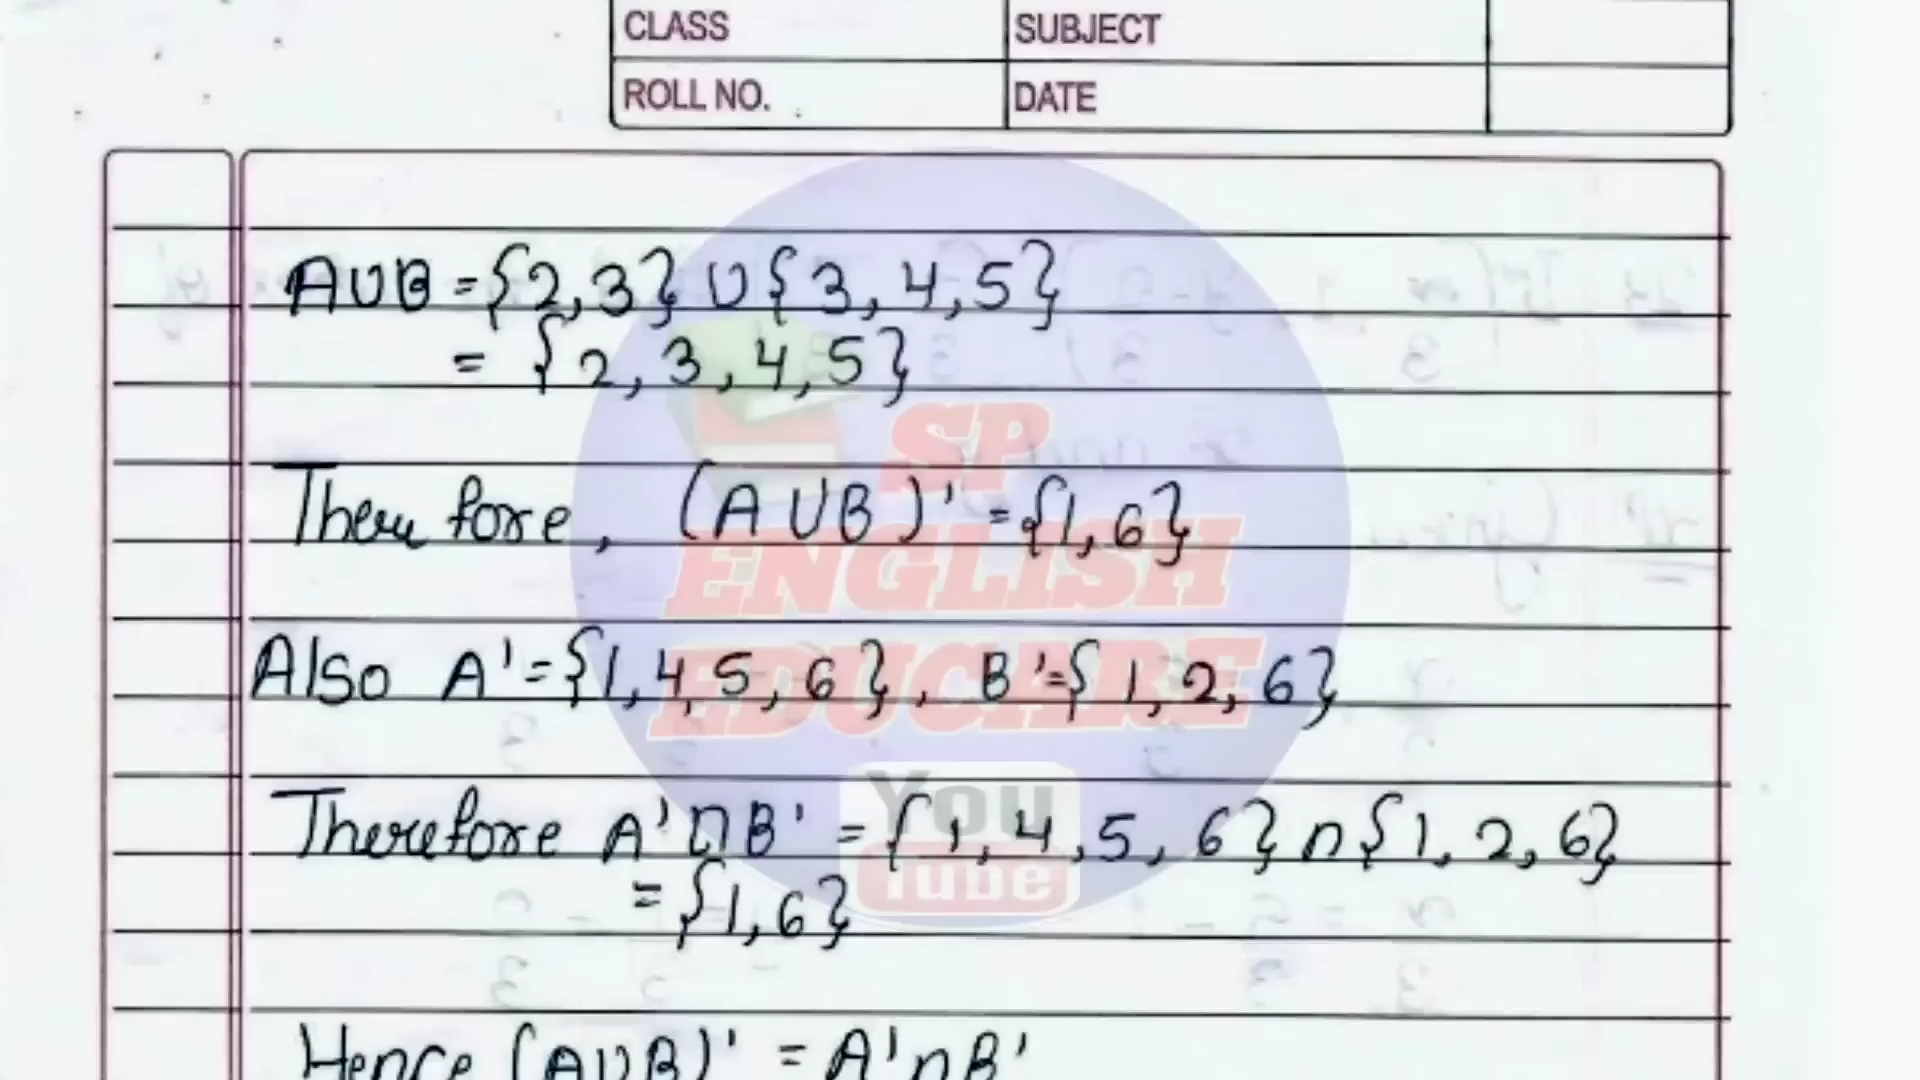 CLASS SUBJECT
ROLL NO. DATE
A∪B = {2,3} ∪ {3, 4, 5}
= {2, 3, 4, 5}
Therefore, (A∪B)' = {1, 6}
Also A' = {1, 4, 5, 6}, B' = {1, 2, 6}
Therefore A'∩B' = {1, 4, 5, 6} ∩ {1, 2, 6}
= {1, 6}
Hence (A∪B)' = A'∩B'
SP
ENGLISH
EDUCARE
You
Tube